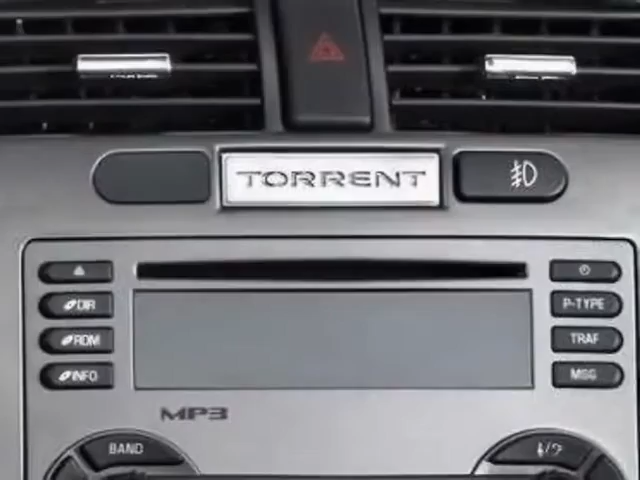 TORRENT
DIR
P-TYPE
RDM
TRAF
INFO
MSG
MP3
BAND